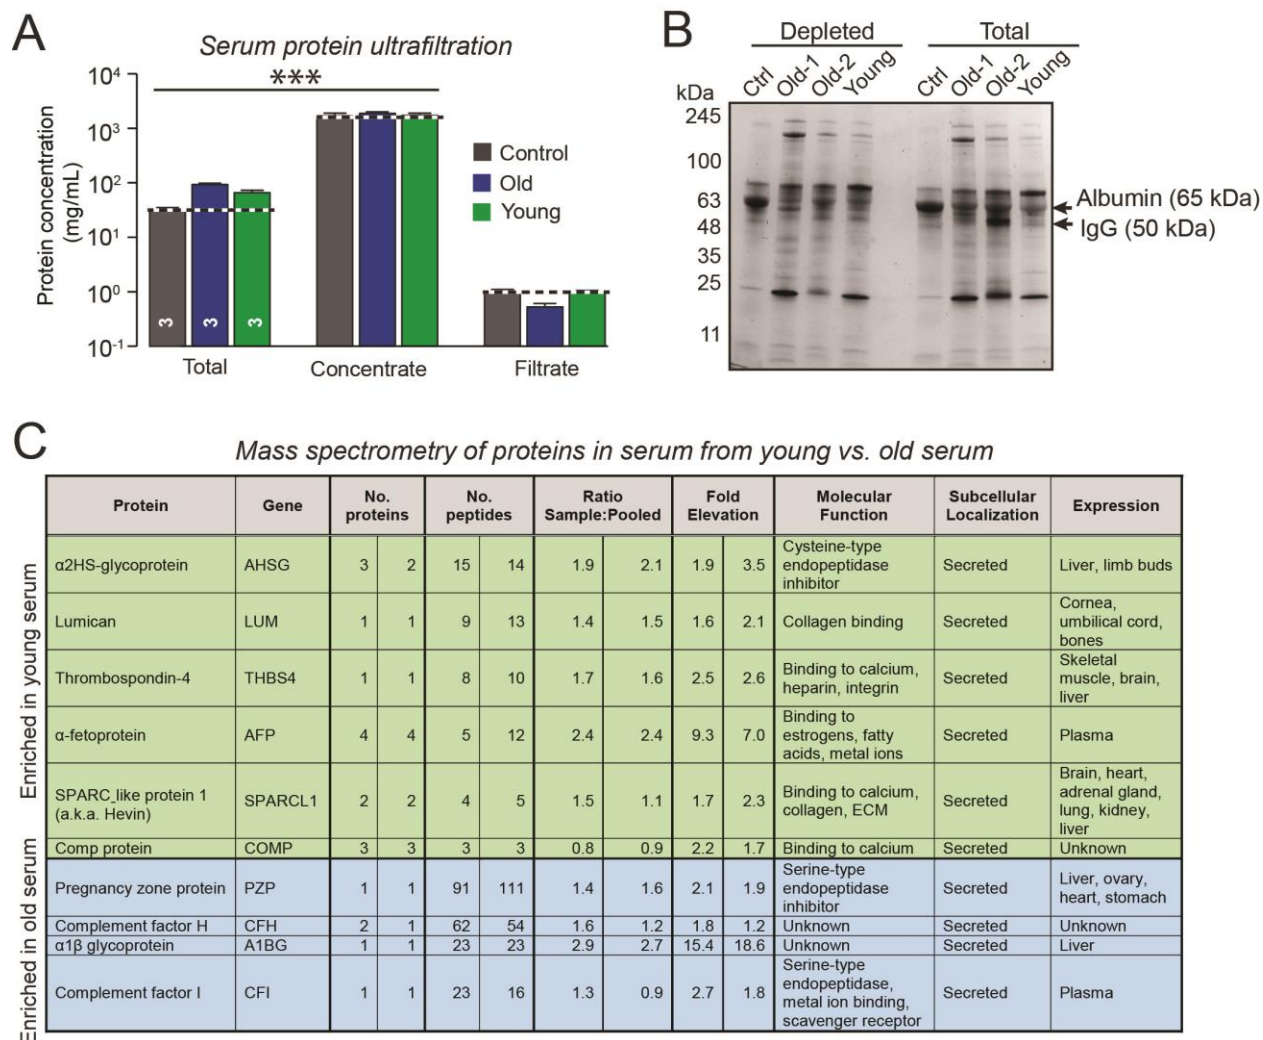 A
Serum protein ultrafiltration
***
10⁴
10³
10²
10¹
10⁰
10⁻¹
Protein concentration
(mg/mL)
Control
Old
Young
3
3
3
Total
Concentrate
Filtrate
B
Depleted
Total
Ctrl
Old-1
Old-2
Young
Ctrl
Old-1
Old-2
Young
kDa
245
100
63
48
35
25
11
Albumin (65 kDa)
IgG (50 kDa)
C
Mass spectrometry of proteins in serum from young vs. old serum
Protein Gene No. proteins No. peptides Ratio Sample:Pooled Fold Elevation Molecular Function Subcellular Localization Expression
Enriched in young serum
α2HS-glycoprotein AHSG 3 2 15 14 1.9 2.1 1.9 3.5 Cysteine-type endopeptidase inhibitor Secreted Liver, limb buds
Lumican LUM 1 1 9 13 1.4 1.5 1.6 2.1 Collagen binding Secreted Cornea, umbilical cord, bones
Thrombospondin-4 THBS4 1 1 8 10 1.7 1.6 2.5 2.6 Binding to calcium, heparin, integrin Secreted Skeletal muscle, brain, liver
α-fetoprotein AFP 4 4 5 12 2.4 2.4 9.3 7.0 Binding to estrogens, fatty acids, metal ions Secreted Plasma
SPARC_like protein 1 (a.k.a. Hevin) SPARCL1 2 2 4 5 1.5 1.1 1.7 2.3 Binding to calcium, collagen, ECM Secreted Brain, heart, adrenal gland, lung, kidney, liver
Comp protein COMP 3 3 3 3 0.8 0.9 2.2 1.7 Binding to calcium Secreted Unknown
Enriched in old serum
Pregnancy zone protein PZP 1 1 91 111 1.4 1.6 2.1 1.9 Serine-type endopeptidase inhibitor Secreted Liver, ovary, heart, stomach
Complement factor H CFH 2 1 62 54 1.6 1.2 1.8 1.2 Unknown Secreted Unknown
α1β glycoprotein A1BG 1 1 23 23 2.9 2.7 15.4 18.6 Unknown Secreted Liver
Complement factor I CFI 1 1 23 16 1.3 0.9 2.7 1.8 Serine-type endopeptidase, metal ion binding, scavenger receptor Secreted Plasma